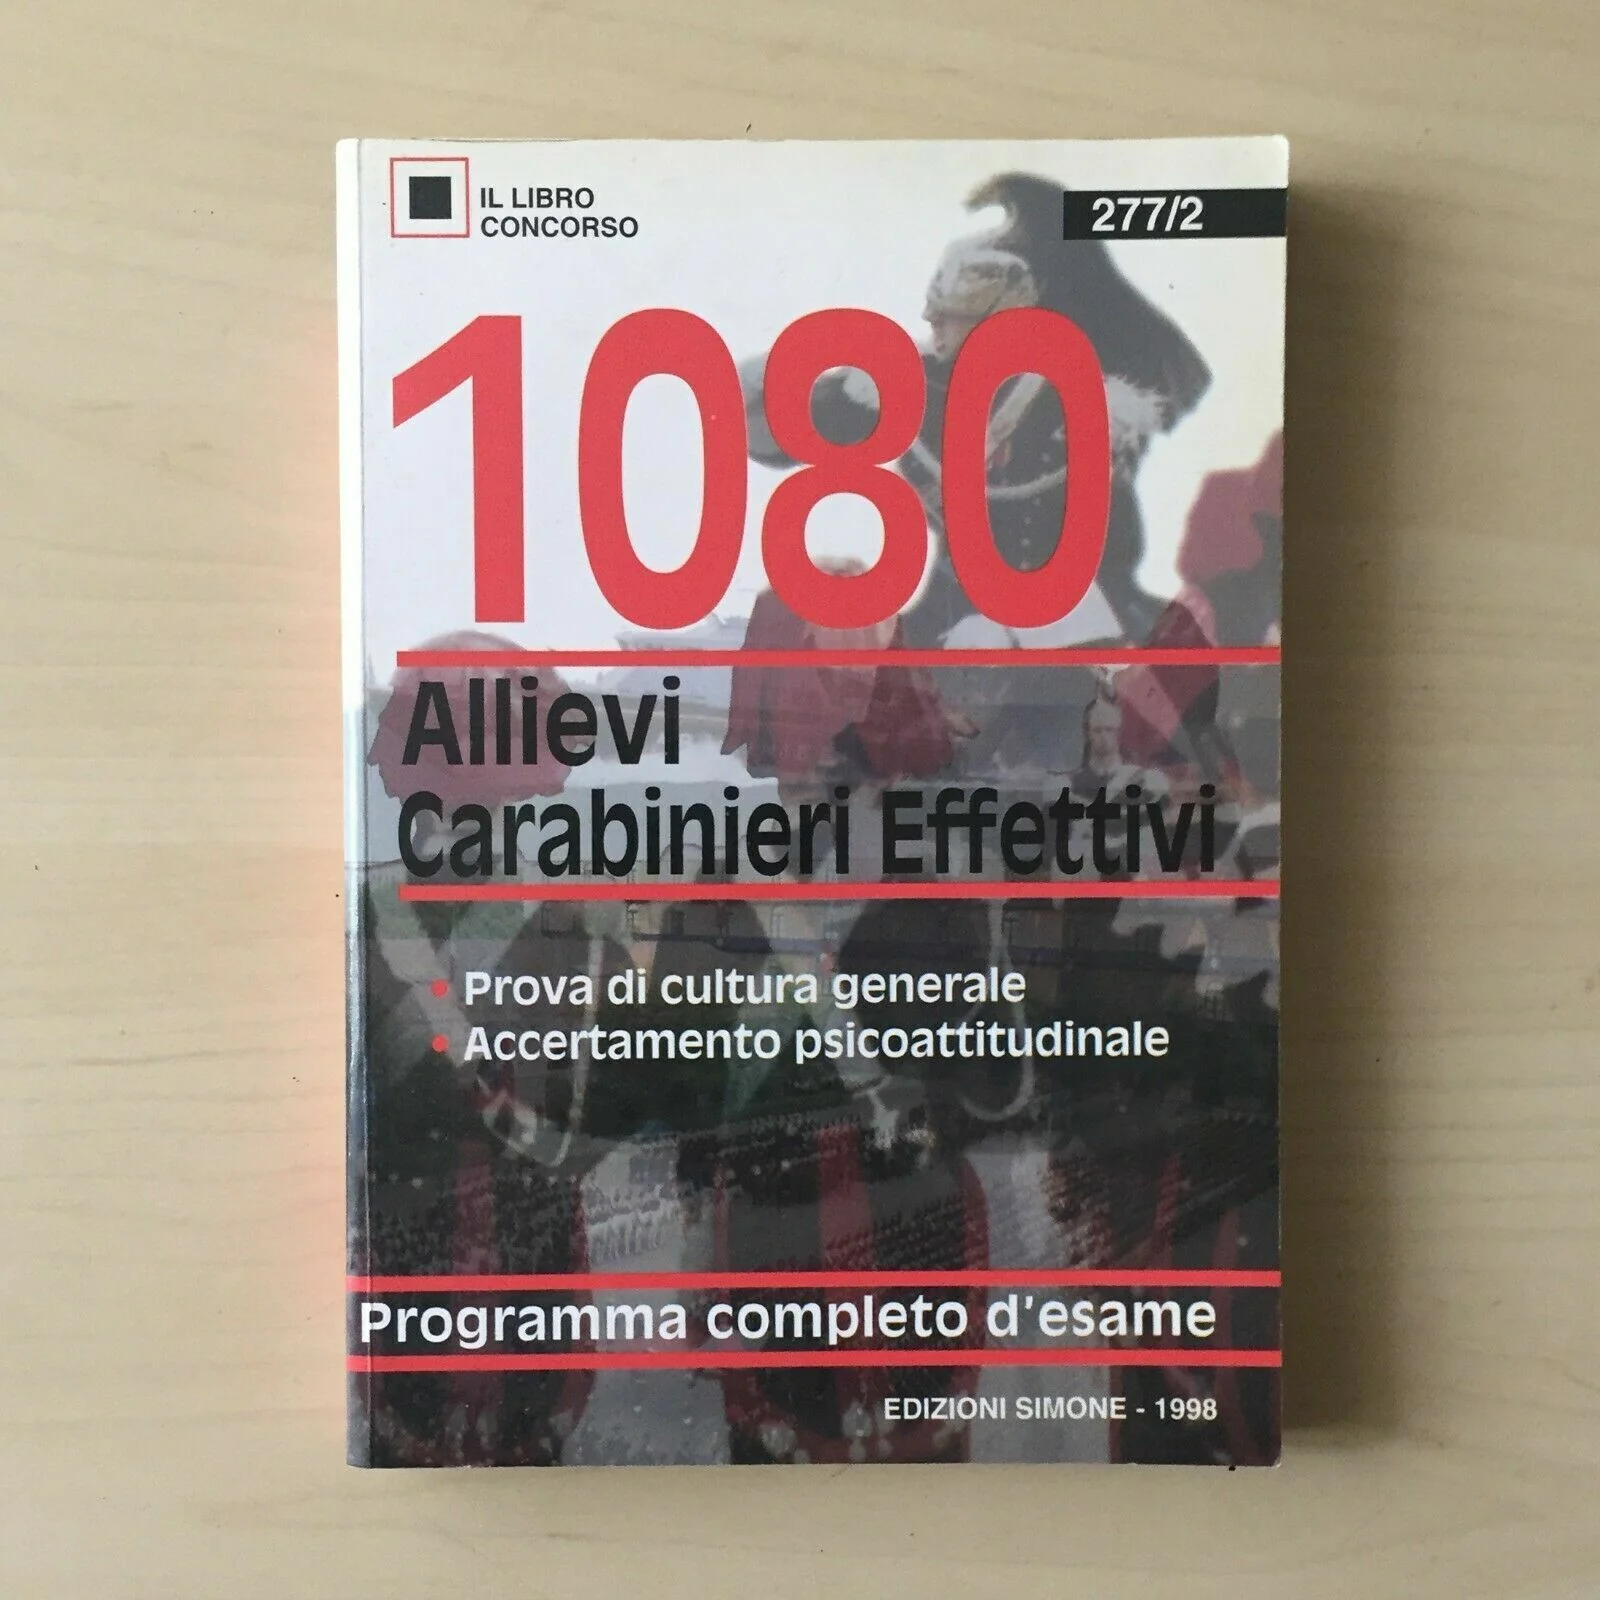 IL LIBRO
CONCORSO
277/2
1080
Allievi
Carabinieri Effettivi
• Prova di cultura generale
• Accertamento psicoattitudinale
Programma completo d'esame
EDIZIONI SIMONE - 1998